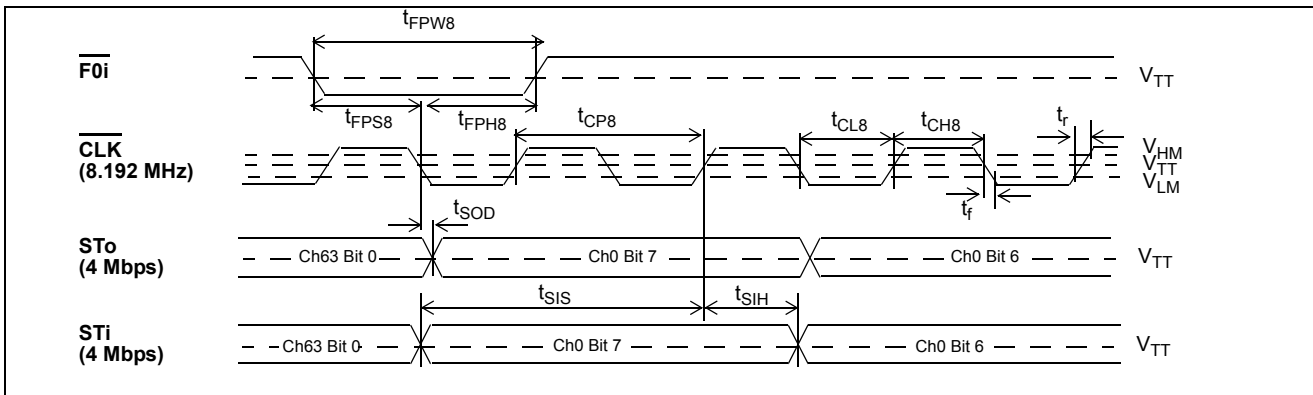 tFPW8
F0i
VTT
tFPS8
tFPH8
tCP8
tCL8
tCH8
tr
CLK
(8.192 MHz)
VHM
VTT
VLM
tf
tSOD
STo
(4 Mbps)
Ch63 Bit 0
Ch0 Bit 7
Ch0 Bit 6
VTT
tSIS
tSIH
STi
(4 Mbps)
Ch63 Bit 0
Ch0 Bit 7
Ch0 Bit 6
VTT